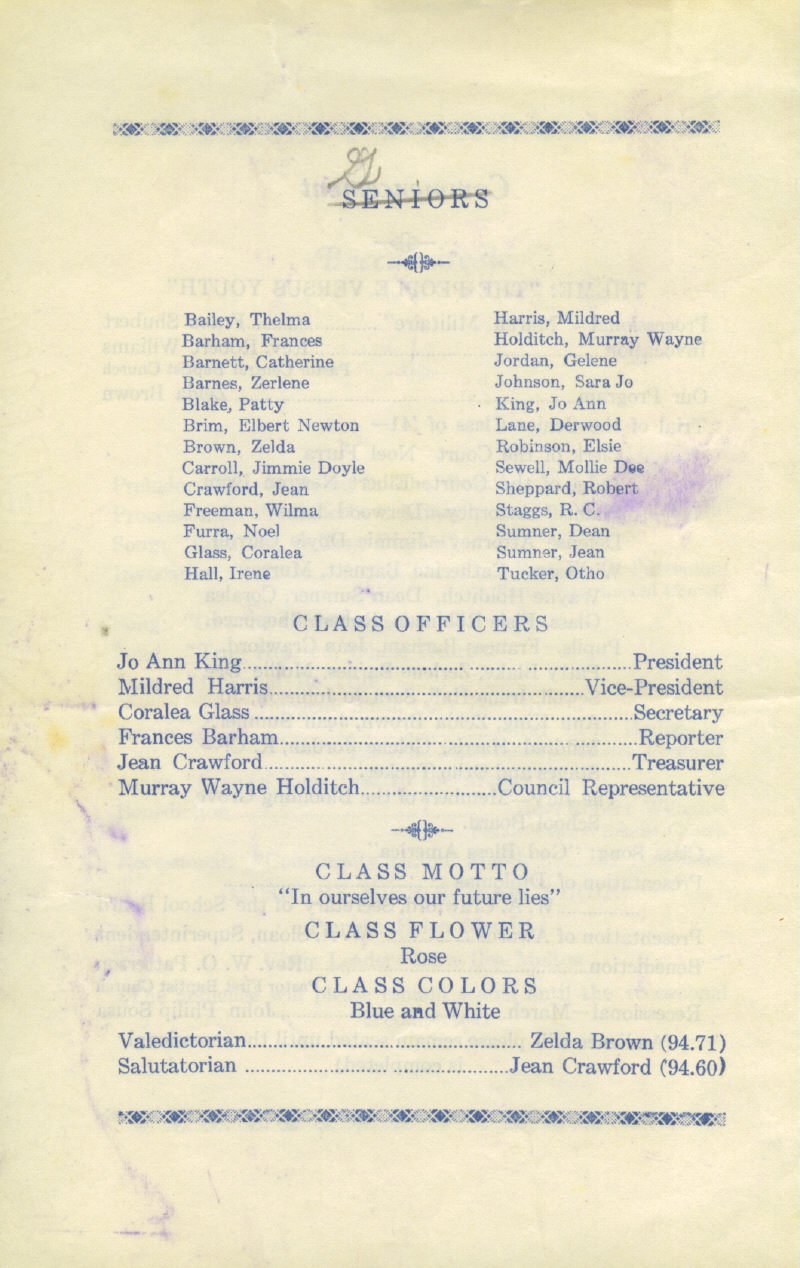 SENIORS
Bailey, Thelma
Barham, Frances
Barnett, Catherine
Barnes, Zerlene
Blake, Patty
Brim, Elbert Newton
Brown, Zelda
Carroll, Jimmie Doyle
Crawford, Jean
Freeman, Wilma
Furra, Noel
Glass, Coralea
Hall, Irene
Harris, Mildred
Holditch, Murray Wayne
Jordan, Gelene
Johnson, Sara Jo
King, Jo Ann
Lane, Derwood
Robinson, Elsie
Sewell, Mollie Dee
Sheppard, Robert
Staggs, R. C.
Sumner, Dean
Sumner, Jean
Tucker, Otho
CLASS OFFICERS
Jo Ann King........President
Mildred Harris........Vice-President
Coralea Glass........Secretary
Frances Barham........Reporter
Jean Crawford........Treasurer
Murray Wayne Holditch........Council Representative
CLASS MOTTO
“In ourselves our future lies”
CLASS FLOWER
Rose
CLASS COLORS
Blue and White
Valedictorian........Zelda Brown (94.71)
Salutatorian........Jean Crawford (94.60)